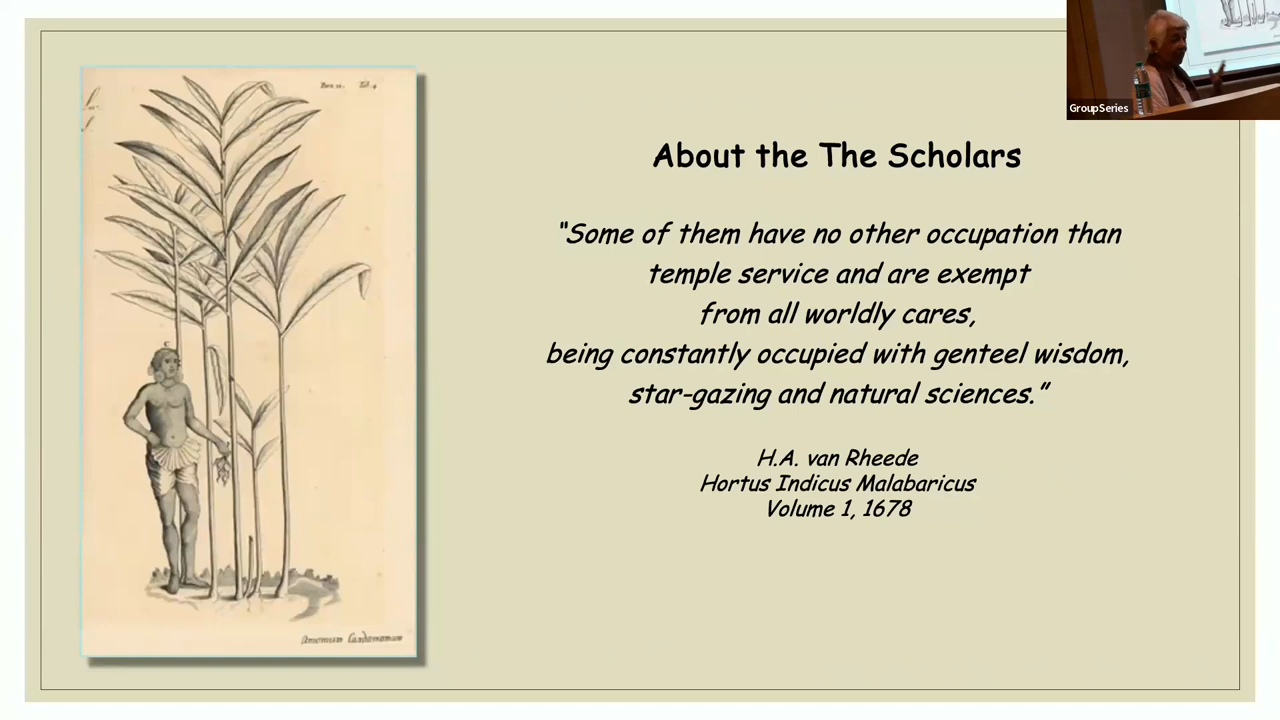 GroupSeries
About the The Scholars
"Some of them have no other occupation than
temple service and are exempt
from all worldly cares,
being constantly occupied with genteel wisdom,
star-gazing and natural sciences."
H.A. van Rheede
Hortus Indicus Malabaricus
Volume 1, 1678
Amomum Cardamomum